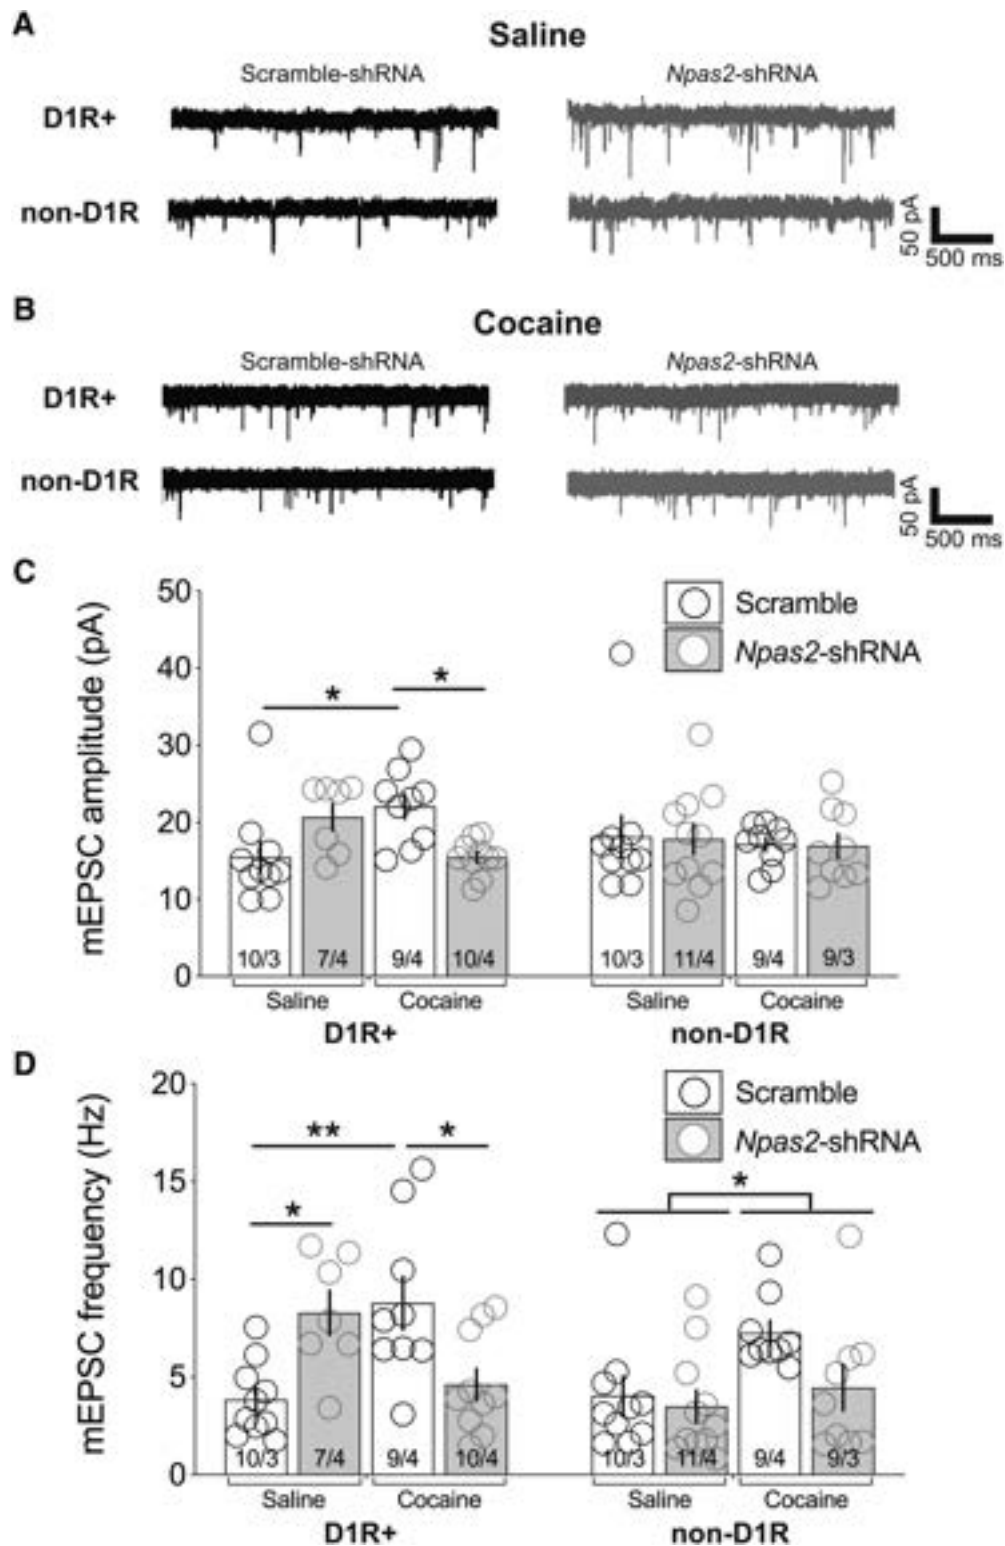 A
Saline
Scramble-shRNA Npas2-shRNA
D1R+
non-D1R
50 pA
500 ms
B
Cocaine
Scramble-shRNA Npas2-shRNA
D1R+
non-D1R
50 pA
500 ms
C
mEPSC amplitude (pA)
50
40
30
20
10
0
Scramble
Npas2-shRNA
* *
10/3 7/4 9/4 10/4 10/3 11/4 9/4 9/3
Saline Cocaine Saline Cocaine
D1R+ non-D1R
D
mEPSC frequency (Hz)
20
15
10
5
0
Scramble
Npas2-shRNA
** * *
*
10/3 7/4 9/4 10/4 10/3 11/4 9/4 9/3
Saline Cocaine Saline Cocaine
D1R+ non-D1R